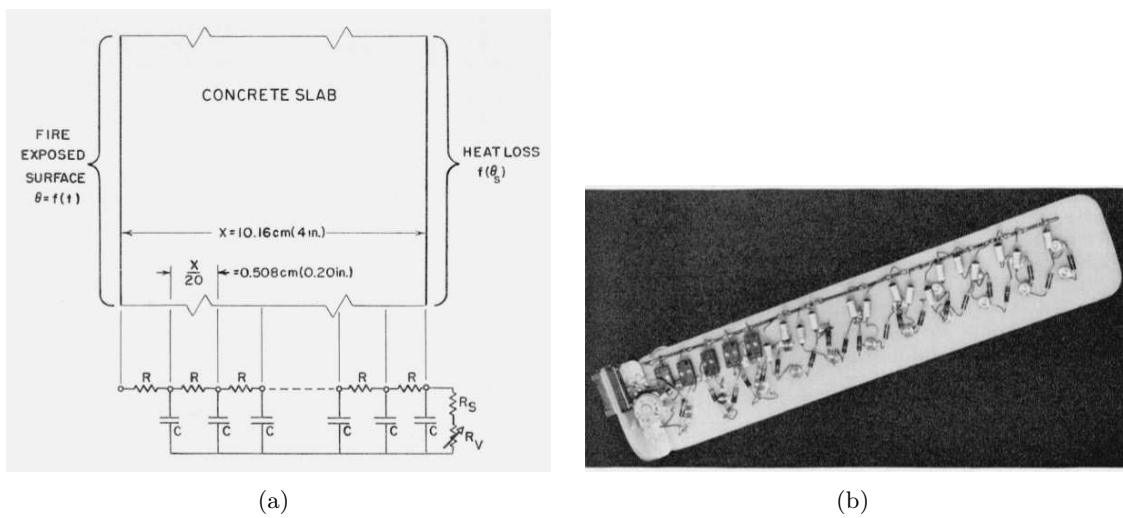 CONCRETE SLAB
FIRE
EXPOSED
SURFACE
θ=f(t)
HEAT LOSS
f(θS)
X=10.16cm(4in.)
X
20
=0.508cm(0.20in.)
R R R R R
RS
C C C C C C
RV
(a) (b)